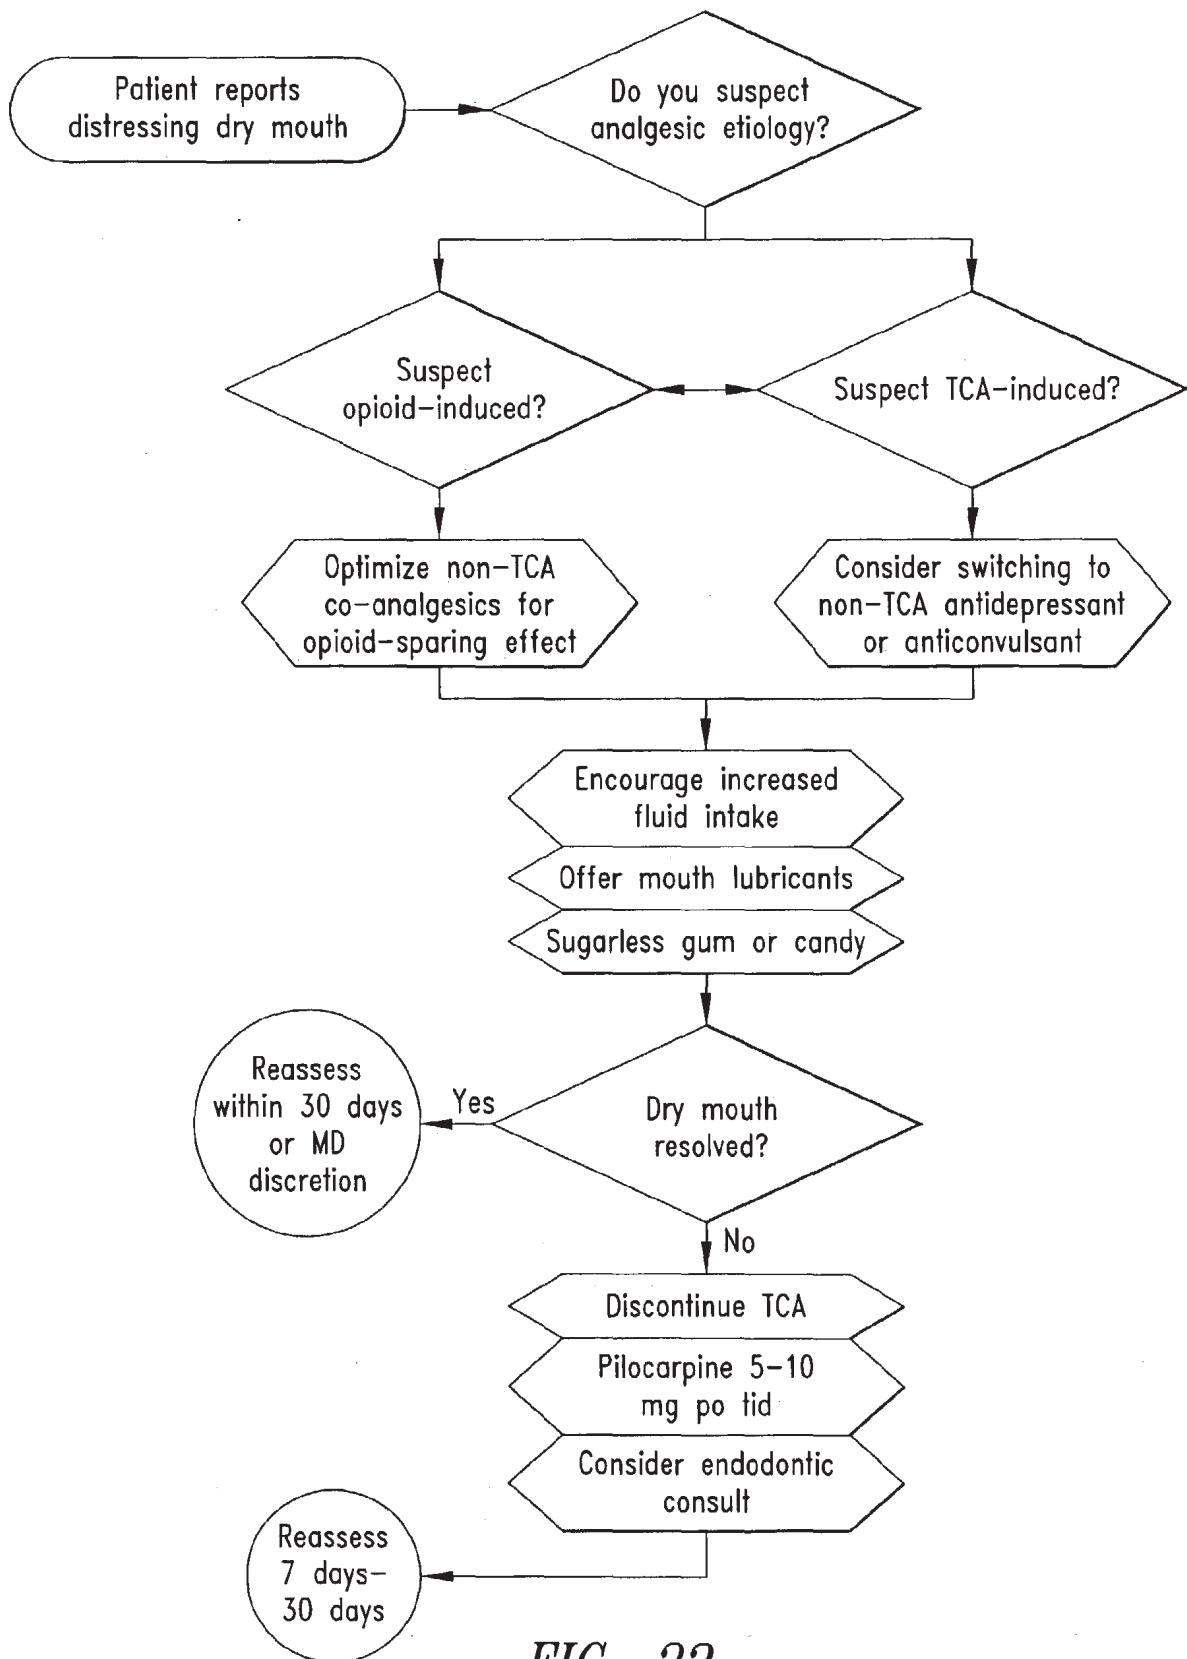 Patient reports
distressing dry mouth
Do you suspect
analgesic etiology?
Suspect
opioid-induced?
Suspect TCA-induced?
Optimize non-TCA
co-analgesics for
opioid-sparing effect
Consider switching to
non-TCA antidepressant
or anticonvulsant
Encourage increased
fluid intake
Offer mouth lubricants
Sugarless gum or candy
Reassess
within 30 days
or MD
discretion
Yes
Dry mouth
resolved?
No
Discontinue TCA
Pilocarpine 5-10
mg po tid
Consider endodontic
consult
Reassess
7 days-
30 days